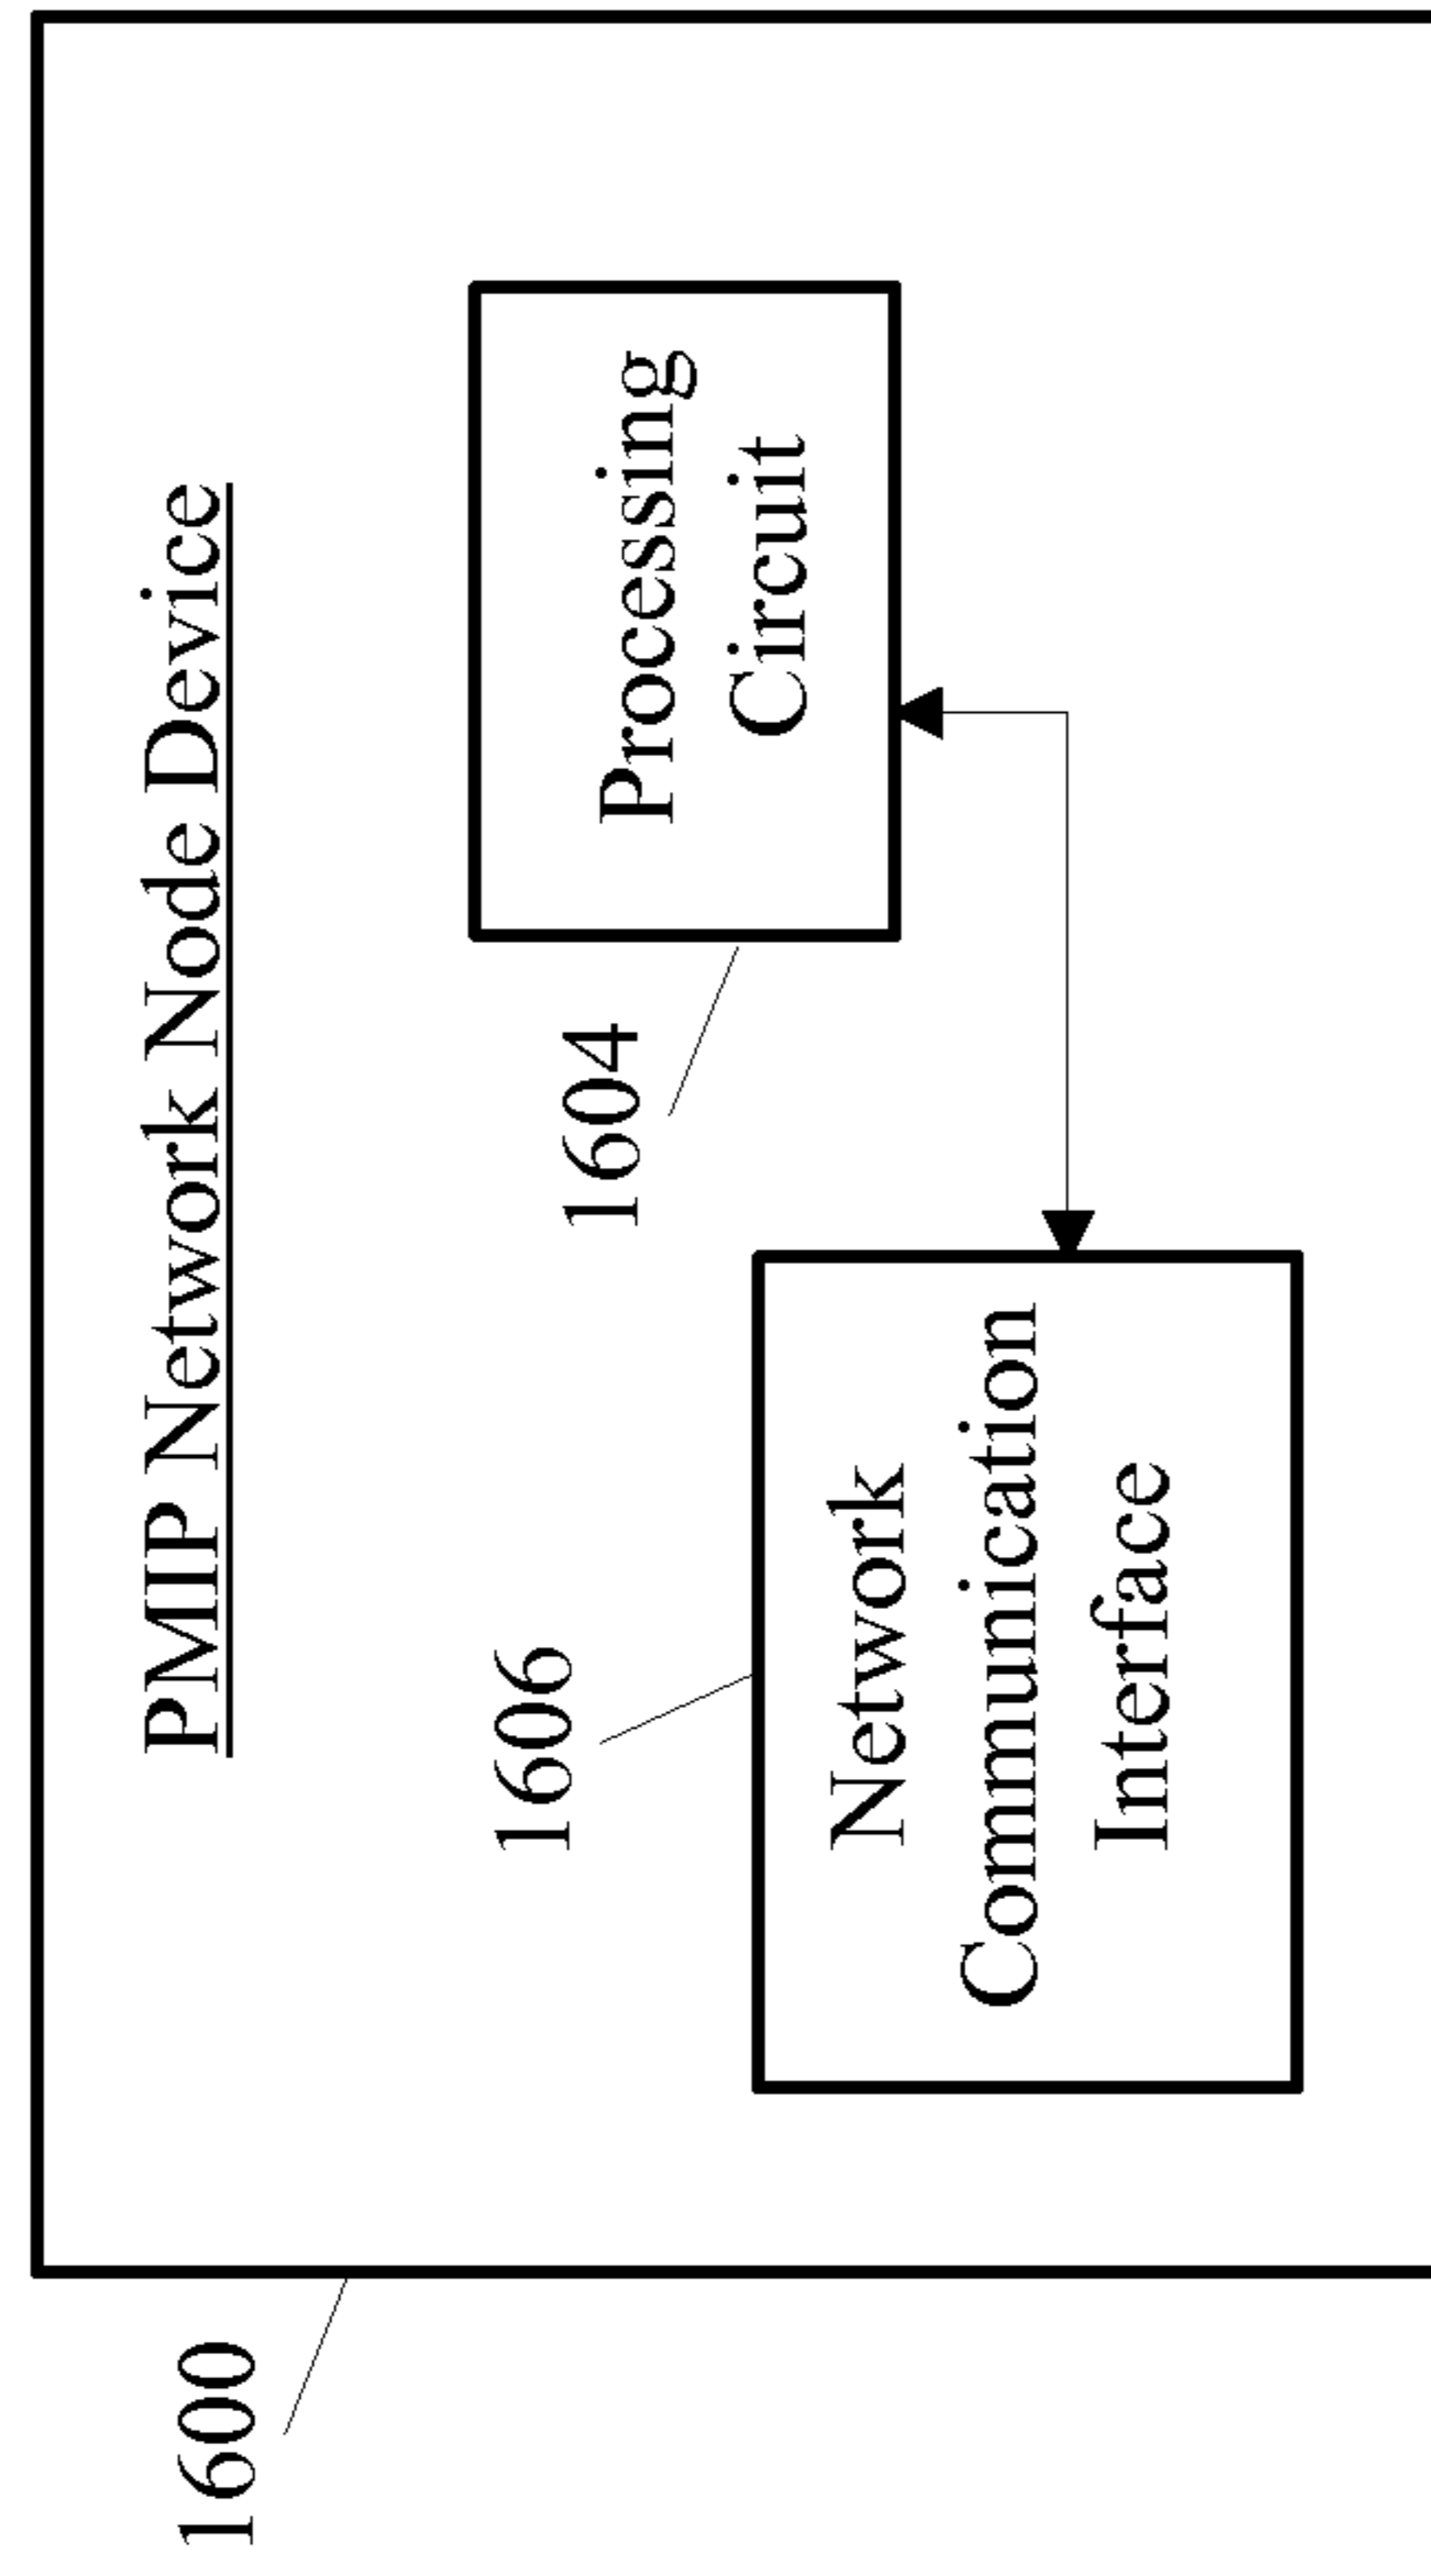 PMIP Network Node Device
1600
1606
1604
Processing
Circuit
Network
Communication
Interface